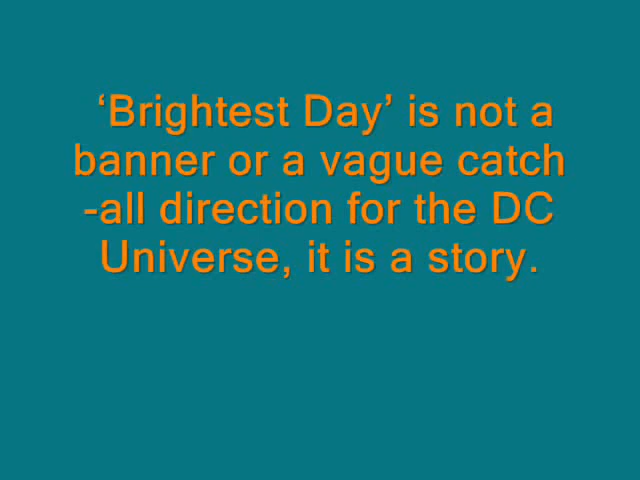 ‘Brightest Day’ is not a
banner or a vague catch
-all direction for the DC
Universe, it is a story.